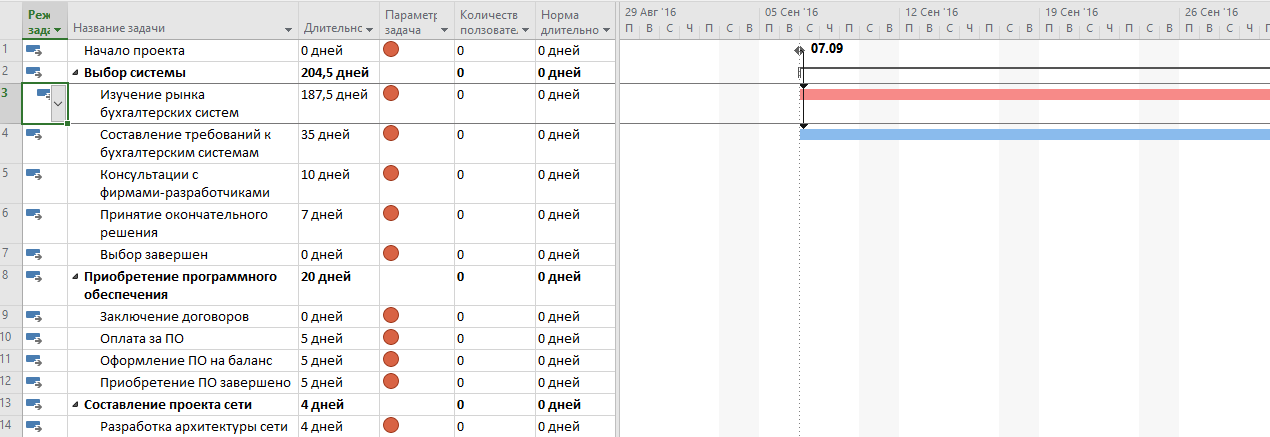 Реж задa Название задачи Длительнс Параметр задача Количеств ползовате. Норма длительно
29 Авг '16 05 Сен '16 12 Сен '16 19 Сен '16 26 Сен '16
П В С Ч П С В П В С Ч П С В П В С Ч П С В П В С Ч П С В П В С Ч П
1 Начало проекта 0 дней 0 0 дней 07.09
2 Выбор системы 204,5 дней 0 0 дней
3 Изучение рынка бухгалтерских систем 187,5 дней 0 0 дней
4 Составление требований к бухгалтерским системам 35 дней 0 0 дней
5 Консультации с фирмами-разработчиками 10 дней 0 0 дней
6 Принятие окончательного решения 7 дней 0 0 дней
7 Выбор завершен 0 дней 0 0 дней
8 Приобретение программного обеспечения 20 дней 0 0 дней
9 Заключение договоров 0 дней 0 0 дней
10 Оплата за ПО 5 дней 0 0 дней
11 Оформление ПО на баланс 5 дней 0 0 дней
12 Приобретение ПО завершено 5 дней 0 0 дней
13 Составление проекта сети 4 дней 0 0 дней
14 Разработка архитектуры сети 4 дней 0 0 дней